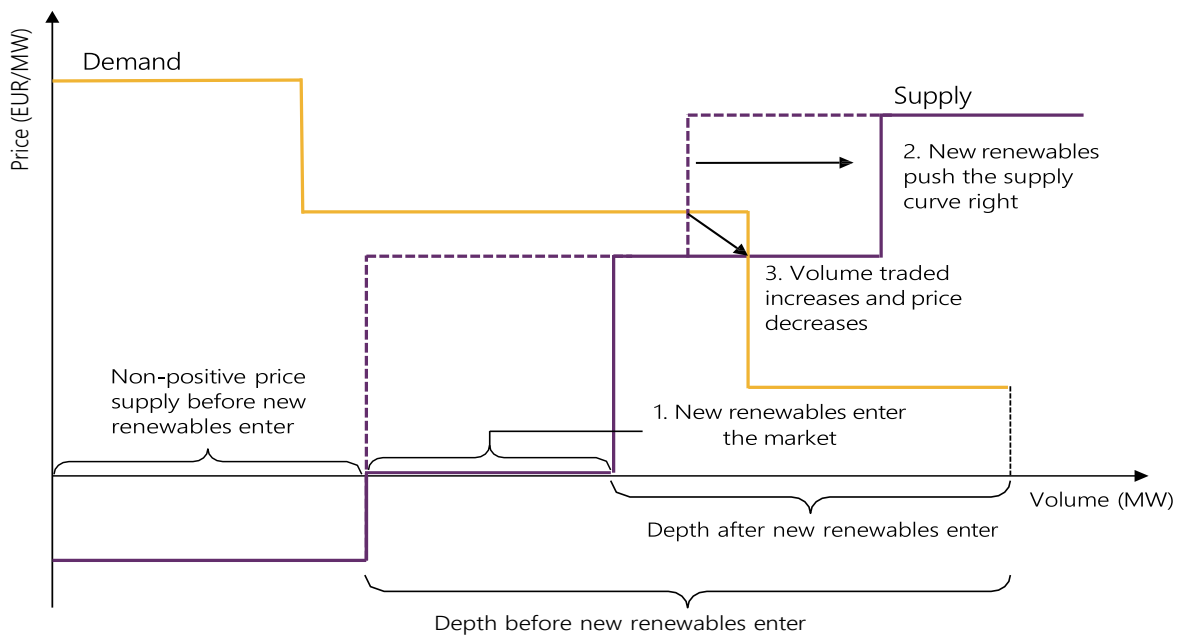 Price (EUR/MW)
Demand
Supply
2. New renewables
push the supply
curve right
3. Volume traded
increases and price
decreases
Non-positive price
supply before new
renewables enter
1. New renewables enter
the market
Volume (MW)
Depth after new renewables enter
Depth before new renewables enter